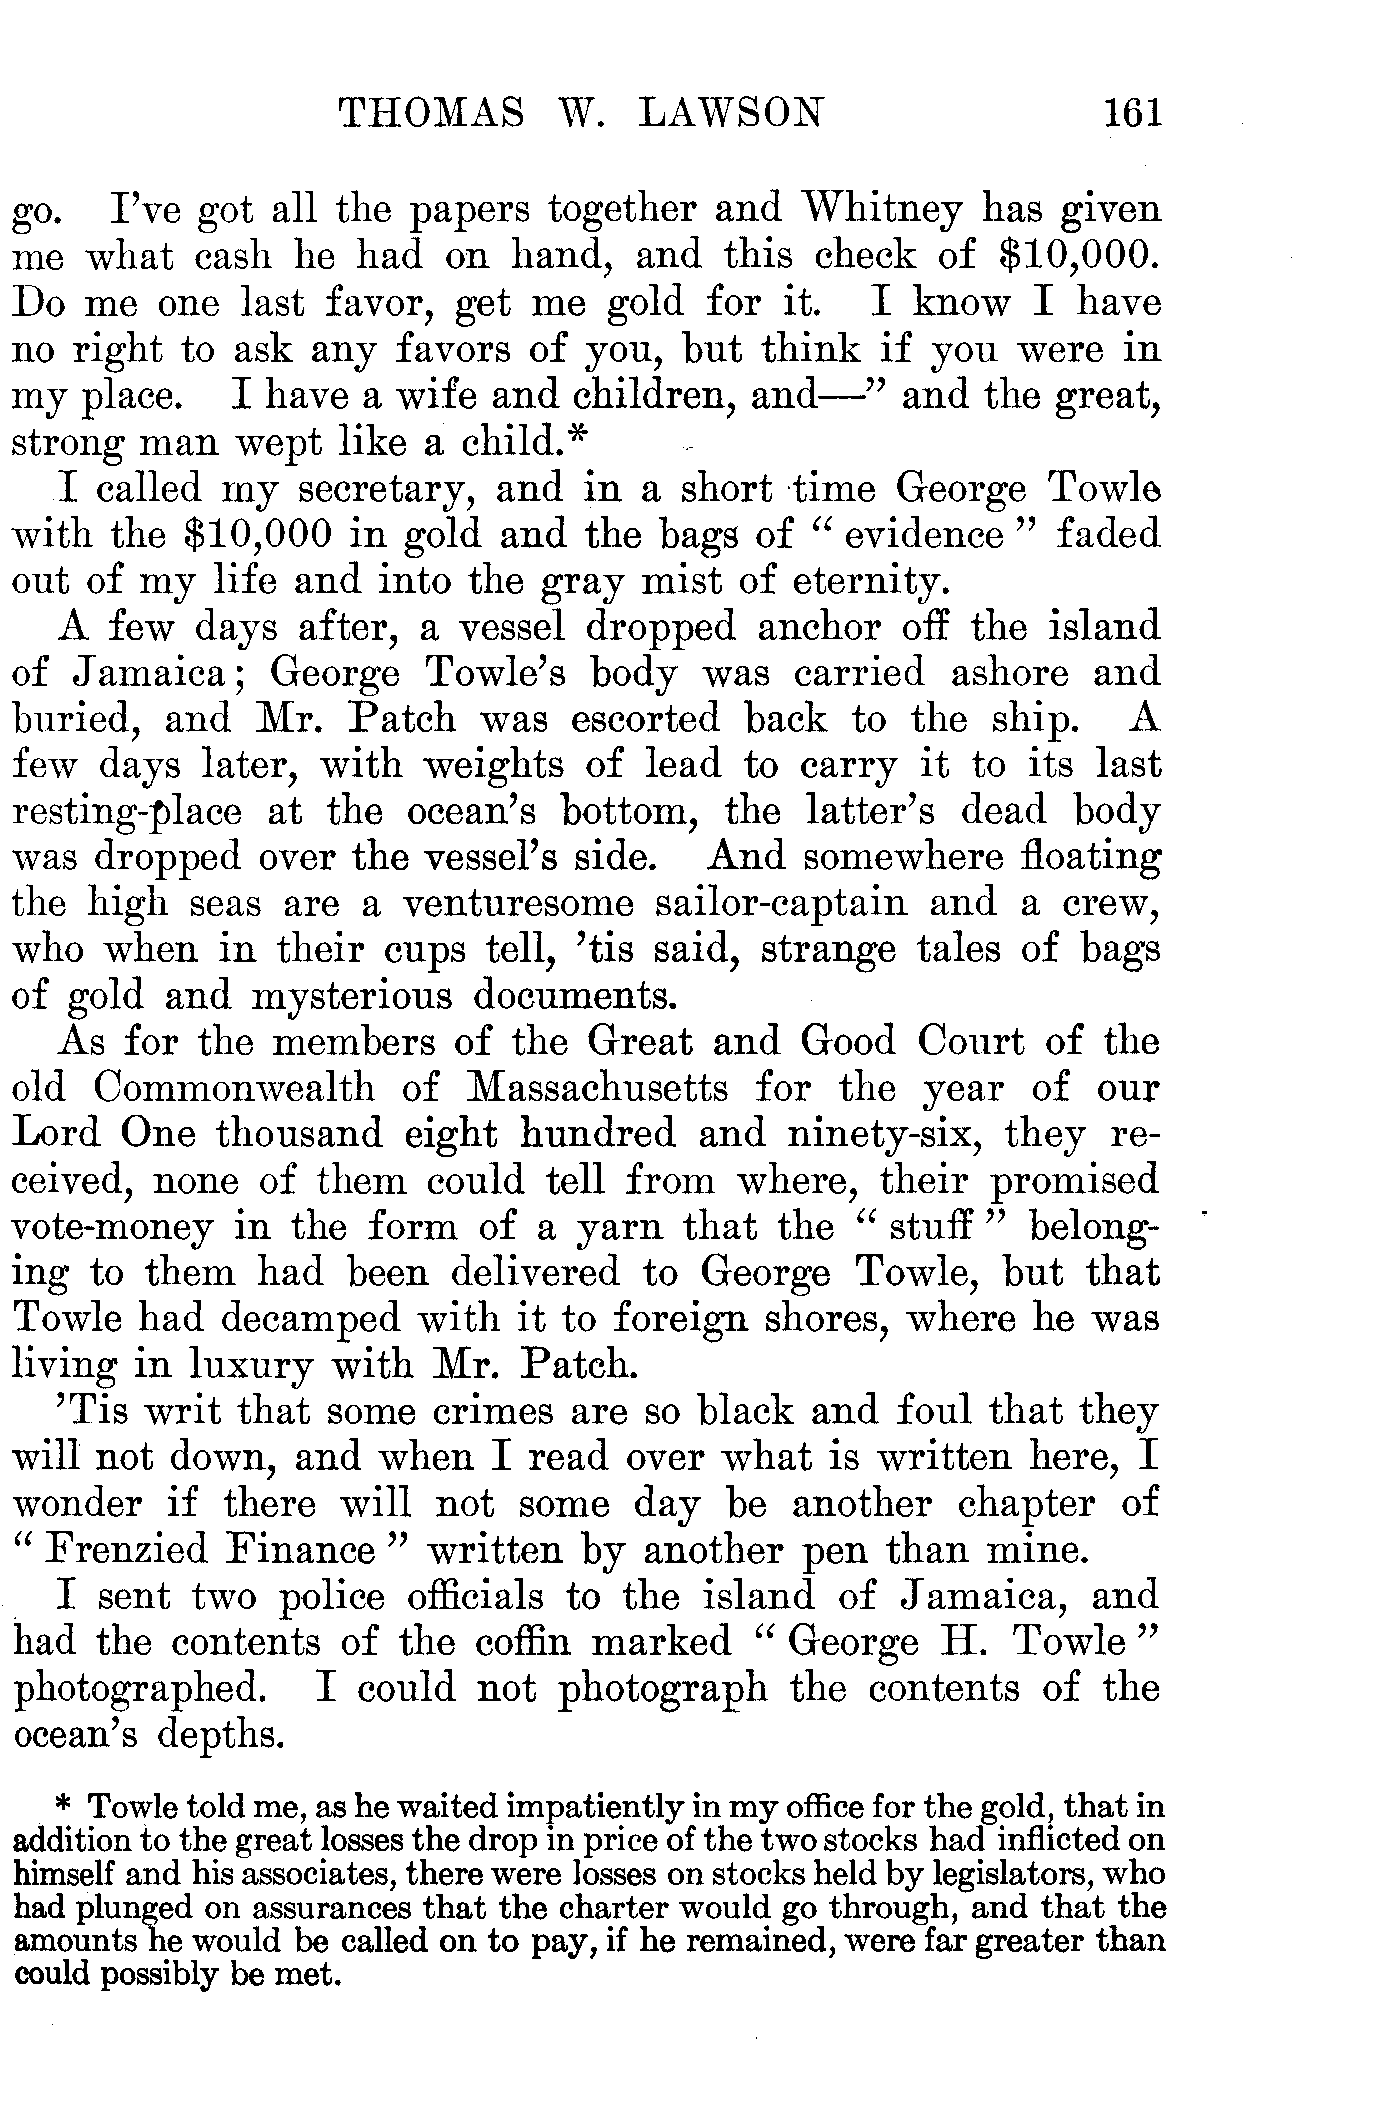 THOMAS W. LAWSON 161
go. I've got all the papers together and Whitney has given
me what cash he had on hand, and this check of $10,000.
Do me one last favor, get me gold for it. I know I have
no right to ask any favors of you, but think if you were in
my place. I have a wife and children, and—” and the great,
strong man wept like a child.*
I called my secretary, and in a short time George Towle
with the $10,000 in gold and the bags of “ evidence ” faded
out of my life and into the gray mist of eternity.
A few days after, a vessel dropped anchor off the island
of Jamaica; George Towle's body was carried ashore and
buried, and Mr. Patch was escorted back to the ship. A
few days later, with weights of lead to carry it to its last
resting-place at the ocean's bottom, the latter's dead body
was dropped over the vessel's side. And somewhere floating
the high seas are a venturesome sailor-captain and a crew,
who when in their cups tell, 'tis said, strange tales of bags
of gold and mysterious documents.
As for the members of the Great and Good Court of the
old Commonwealth of Massachusetts for the year of our
Lord One thousand eight hundred and ninety-six, they re-
ceived, none of them could tell from where, their promised
vote-money in the form of a yarn that the “ stuff ” belong-
ing to them had been delivered to George Towle, but that
Towle had decamped with it to foreign shores, where he was
living in luxury with Mr. Patch.
'Tis writ that some crimes are so black and foul that they
will not down, and when I read over what is written here, I
wonder if there will not some day be another chapter of
“ Frenzied Finance ” written by another pen than mine.
I sent two police officials to the island of Jamaica, and
had the contents of the coffin marked “ George H. Towle ”
photographed. I could not photograph the contents of the
ocean's depths.
* Towle told me, as he waited impatiently in my office for the gold, that in
addition to the great losses the drop in price of the two stocks had inflicted on
himself and his associates, there were losses on stocks held by legislators, who
had plunged on assurances that the charter would go through, and that the
amounts he would be called on to pay, if he remained, were far greater than
could possibly be met.